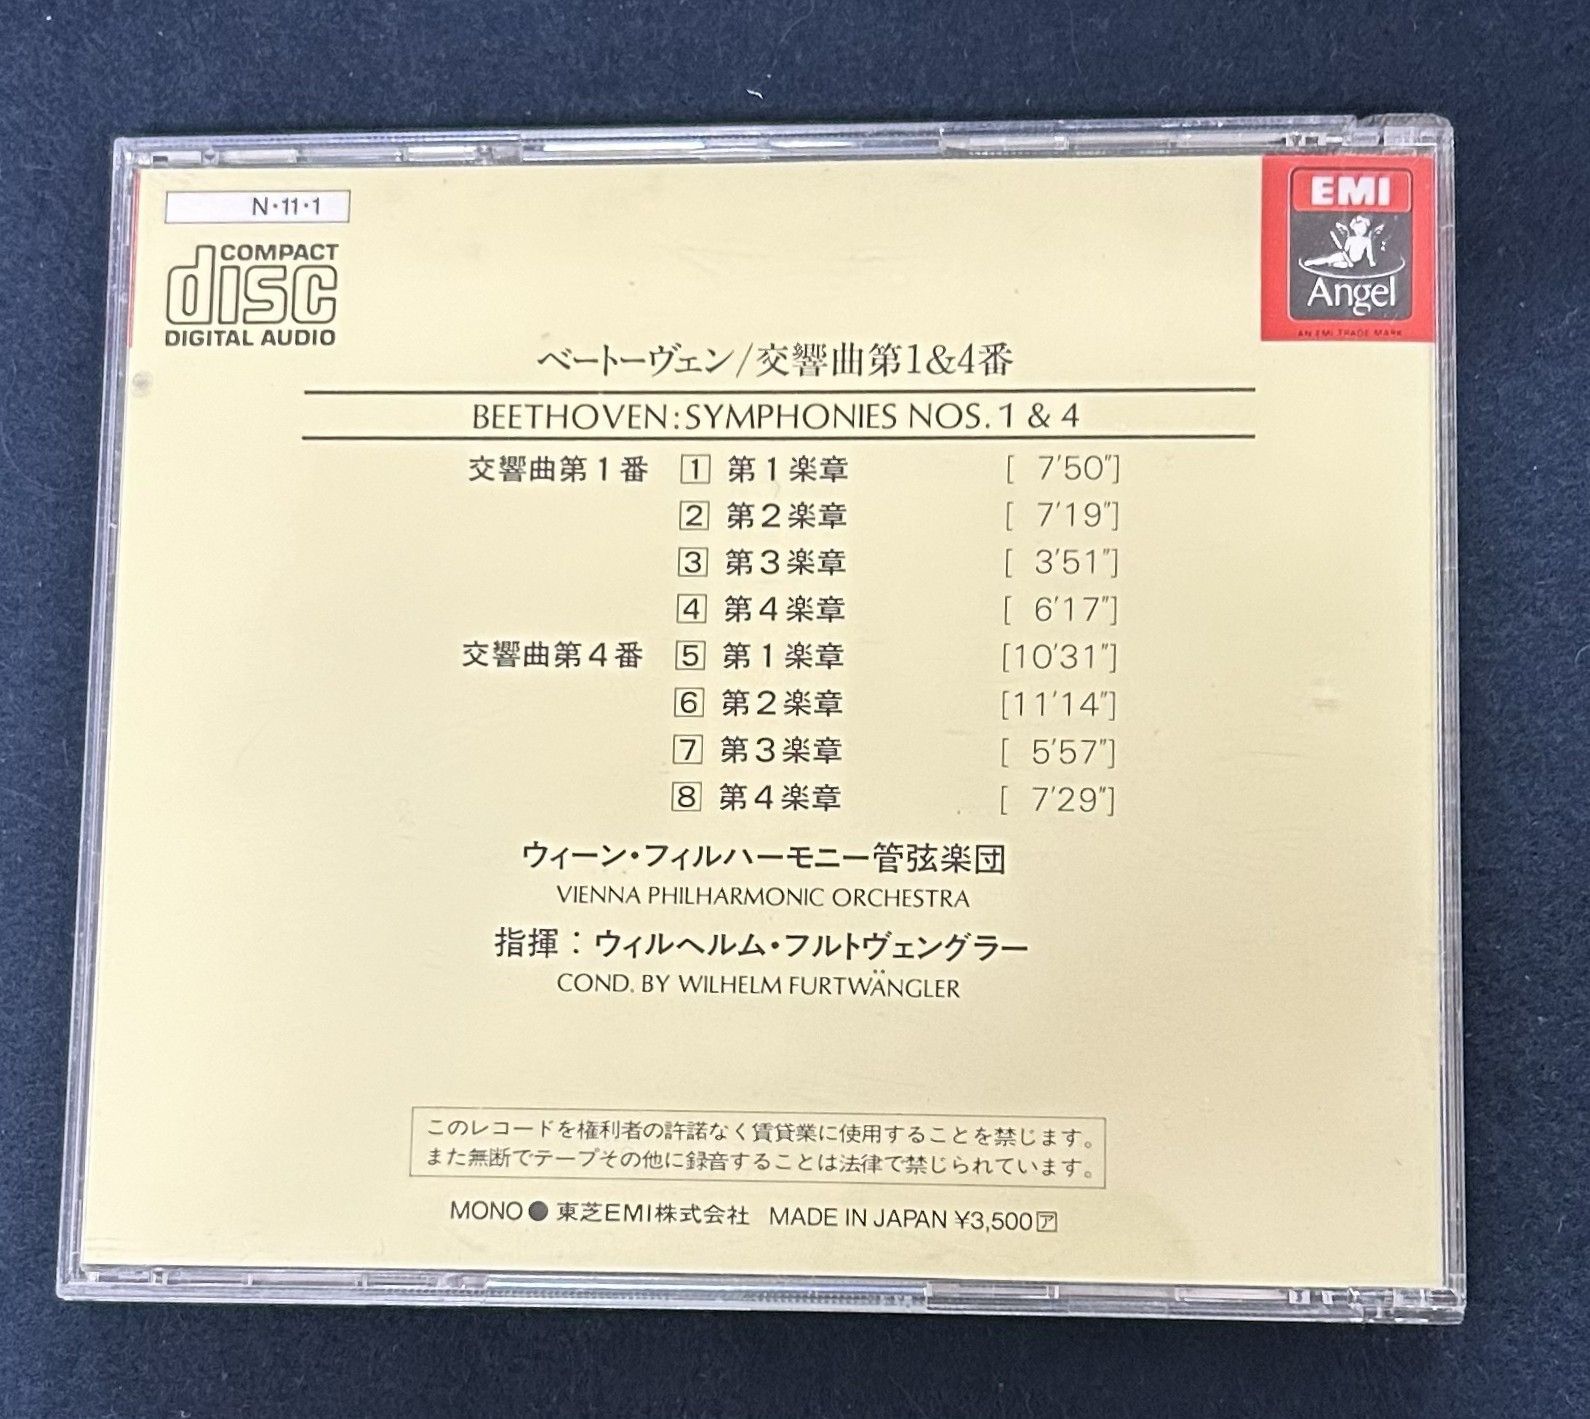 N·11·1
COMPACT
disc
DIGITAL AUDIO
EMI
Angel
AN EMI TRADE MARK
ベートーヴェン/交響曲第1&4番
BEETHOVEN:SYMPHONIES NOS. 1 & 4
交響曲第1番 1 第1楽章 [ 7'50"]
2 第2楽章 [ 7'19"]
3 第3楽章 [ 3'51"]
4 第4楽章 [ 6'17"]
交響曲第4番 5 第1楽章 [10'31"]
6 第2楽章 [11'14"]
7 第3楽章 [ 5'57"]
8 第4楽章 [ 7'29"]
ウィーン・フィルハーモニー管弦楽団
VIENNA PHILHARMONIC ORCHESTRA
指揮:ウィルヘルム・フルトヴェングラー
COND. BY WILHELM FURTWÄNGLER
このレコードを権利者の許諾なく賃貸業に使用することを禁じます。
また無断でテープその他に録音することは法律で禁じられています。
MONO● 東芝EMI株式会社 MADE IN JAPAN ¥3,500ア